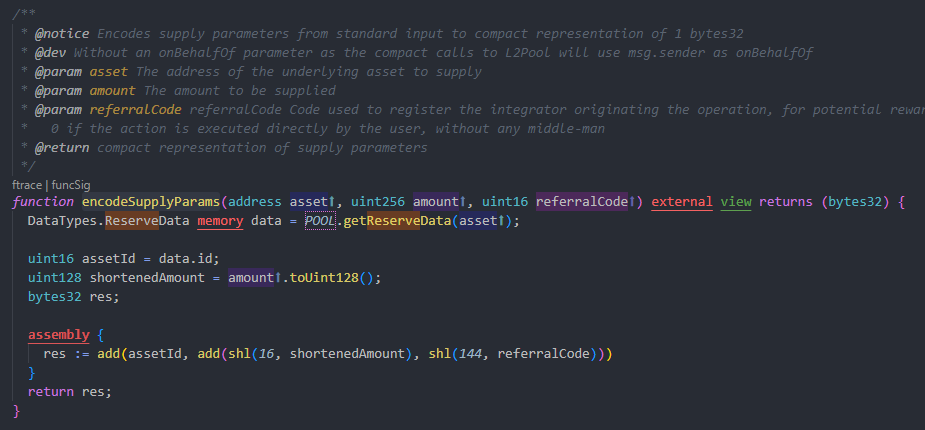 /**
* @notice Encodes supply parameters from standard input to compact representation of 1 bytes32
* @dev Without an onBehalfOf parameter as the compact calls to L2Pool will use msg.sender as onBehalfOf
* @param asset The address of the underlying asset to supply
* @param amount The amount to be supplied
* @param referralCode referralCode Code used to register the integrator originating the operation, for potential rewar
*   0 if the action is executed directly by the user, without any middle-man
* @return compact representation of supply parameters
*/
ftrace | funcSig
function encodeSupplyParams(address asset⬆, uint256 amount⬆, uint16 referralCode⬆) external view returns (bytes32) {
  DataTypes.ReserveData memory data = POOL.getReserveData(asset⬆);
  uint16 assetId = data.id;
  uint128 shortenedAmount = amount⬆.toUint128();
  bytes32 res;
  assembly {
    res := add(assetId, add(shl(16, shortenedAmount), shl(144, referralCode)))
  }
  return res;
}